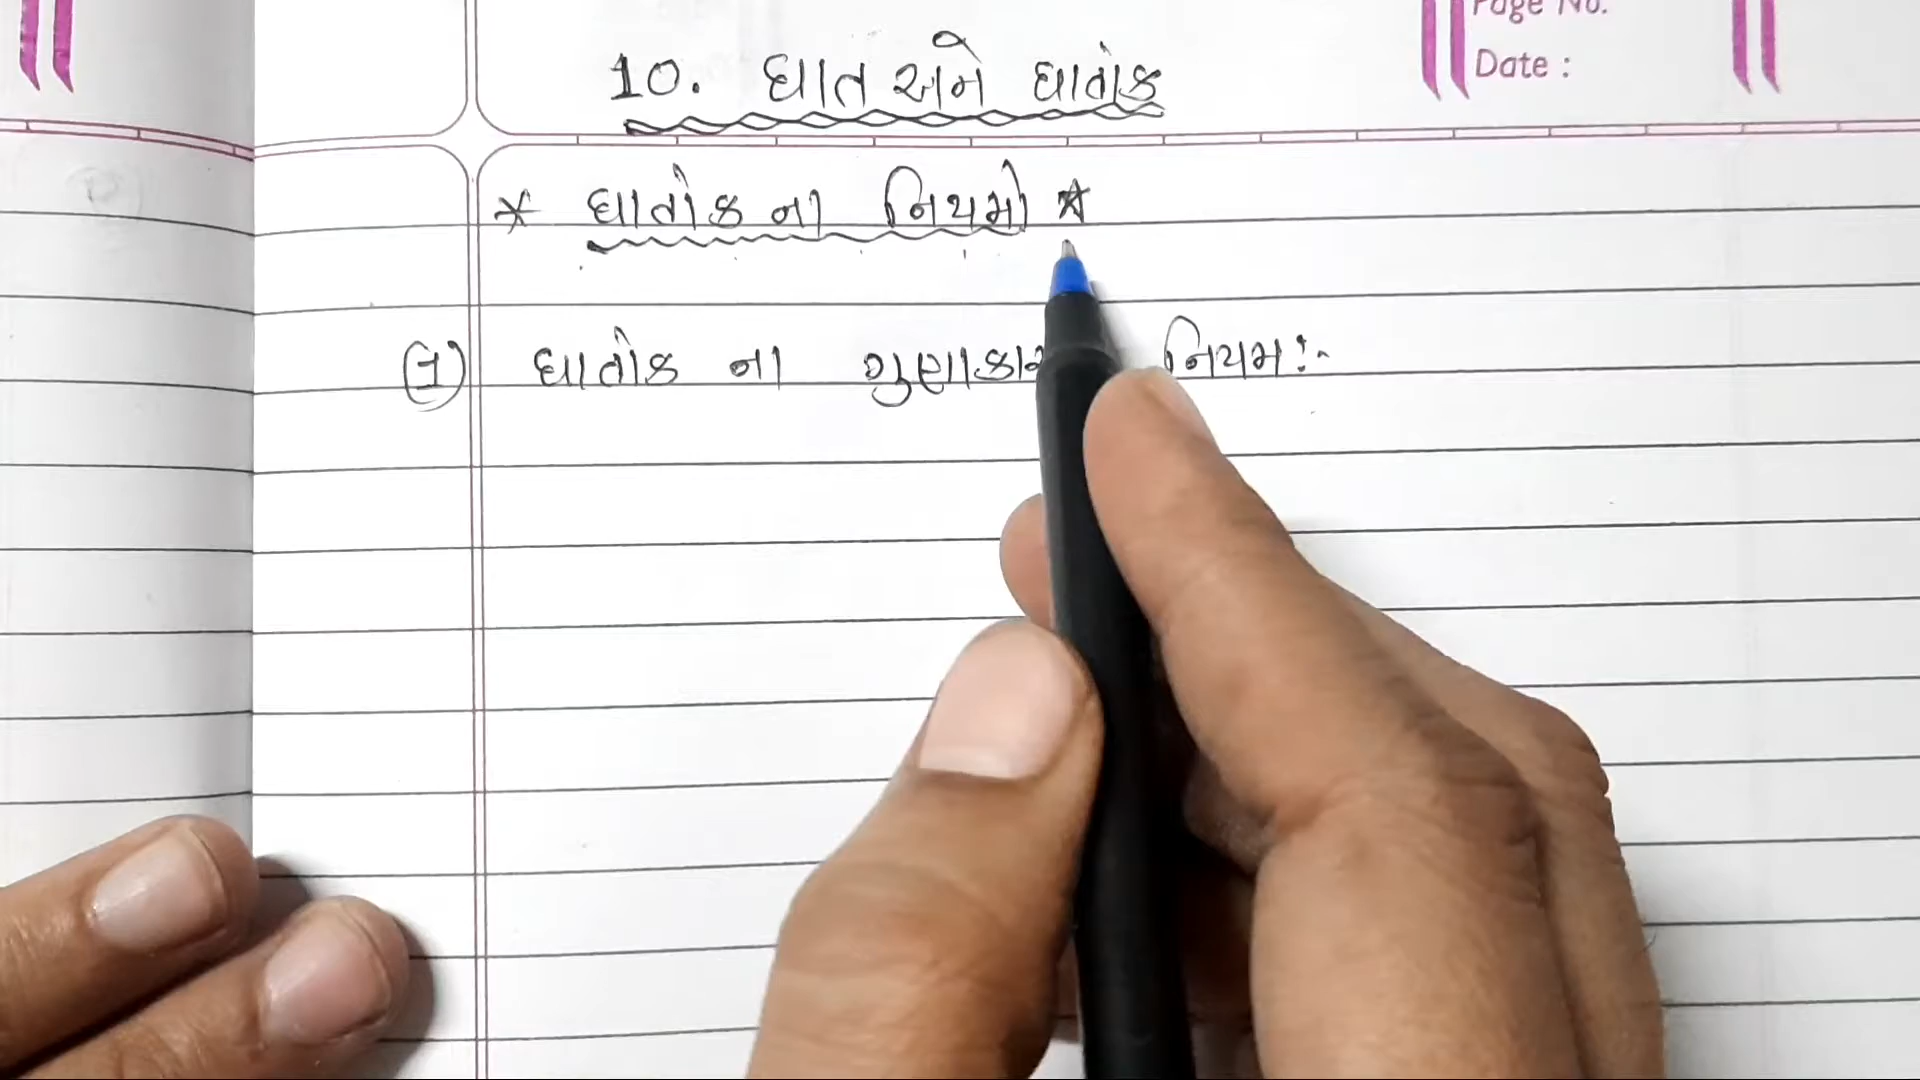 Page No.
Date :
10. ઘાત અને ઘાતાંક
* ઘાતાંક ના નિયમો *
(1) ઘાતાંક ના નિયમ :-